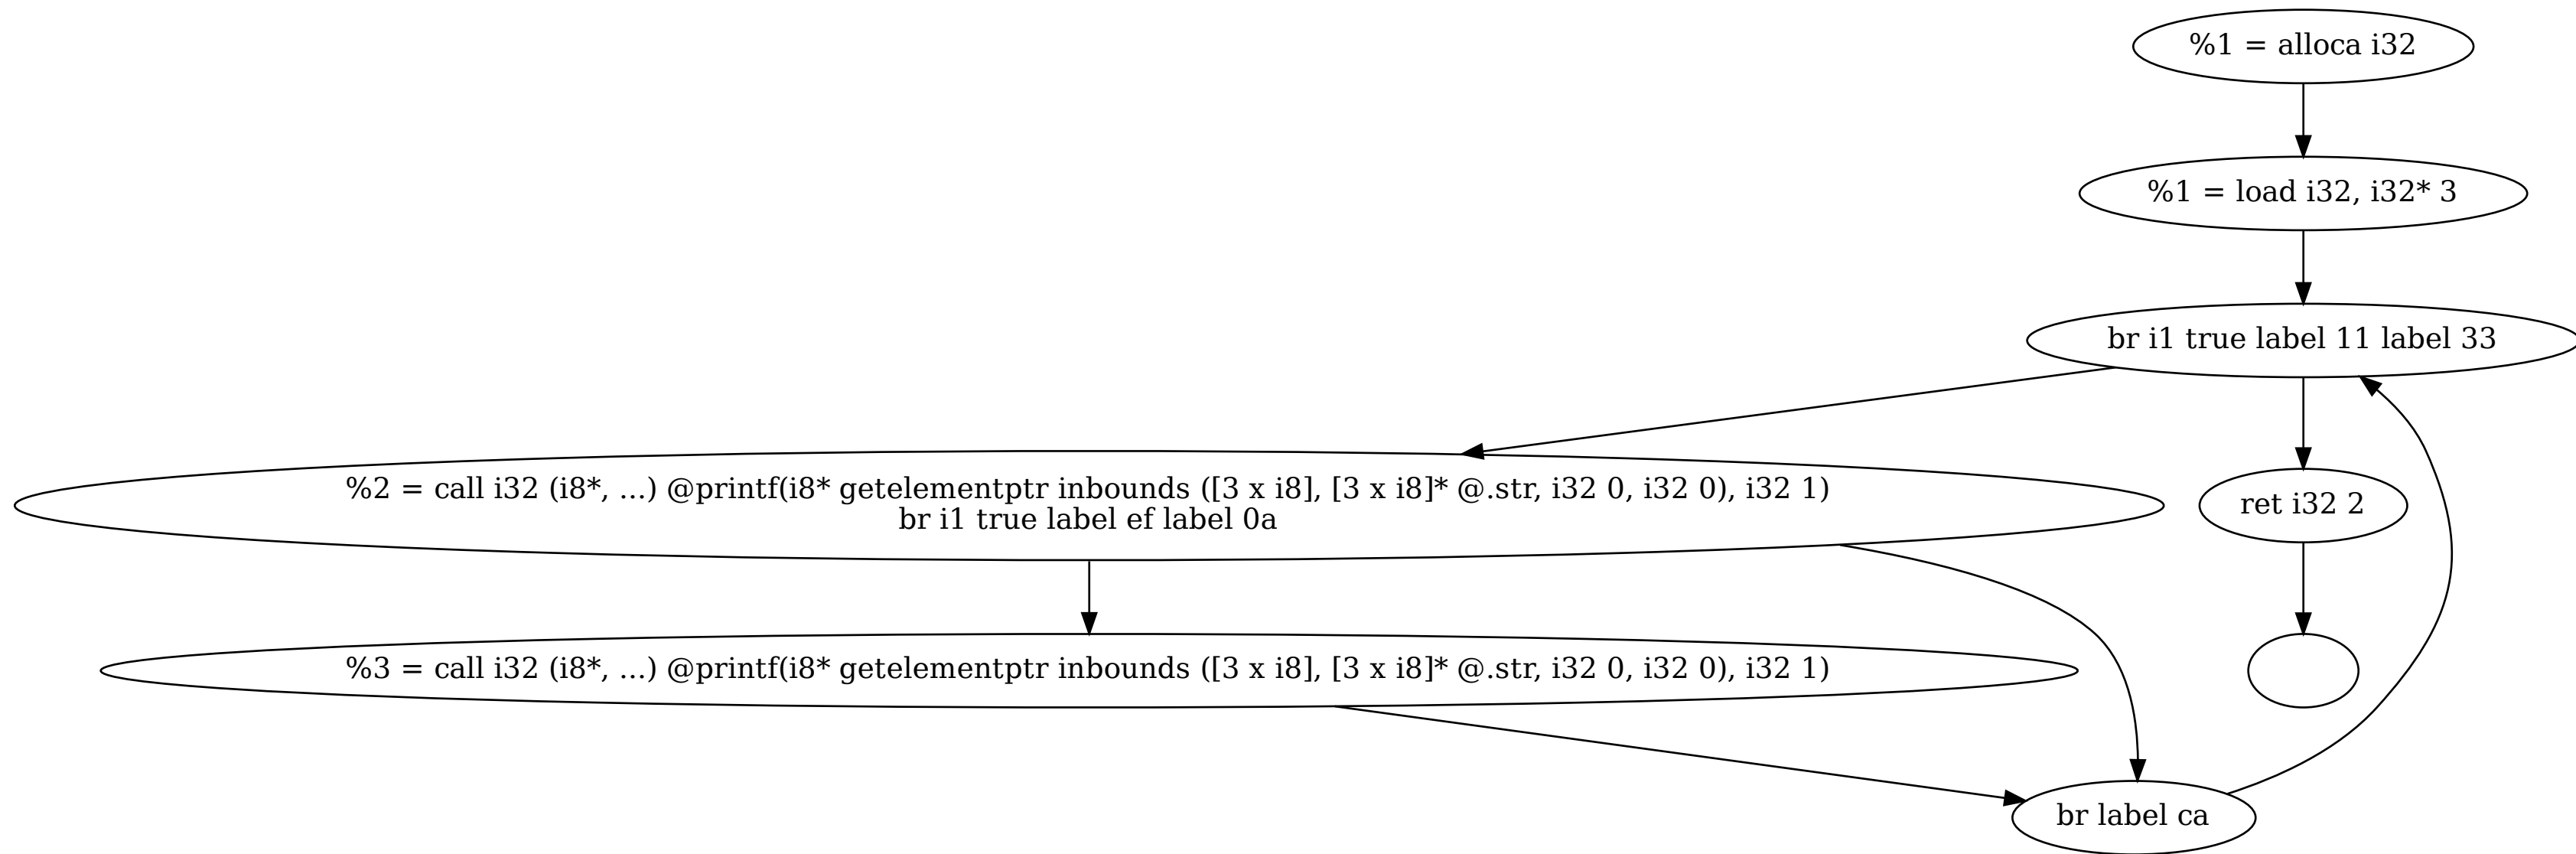 %1 = alloca i32
%1 = load i32, i32* 3
br i1 true label 11 label 33
%2 = call i32 (i8*, ...) @printf(i8* getelementptr inbounds ([3 x i8], [3 x i8]* @.str, i32 0, i32 0), i32 1)
br i1 true label ef label 0a
ret i32 2
%3 = call i32 (i8*, ...) @printf(i8* getelementptr inbounds ([3 x i8], [3 x i8]* @.str, i32 0, i32 0), i32 1)
br label ca